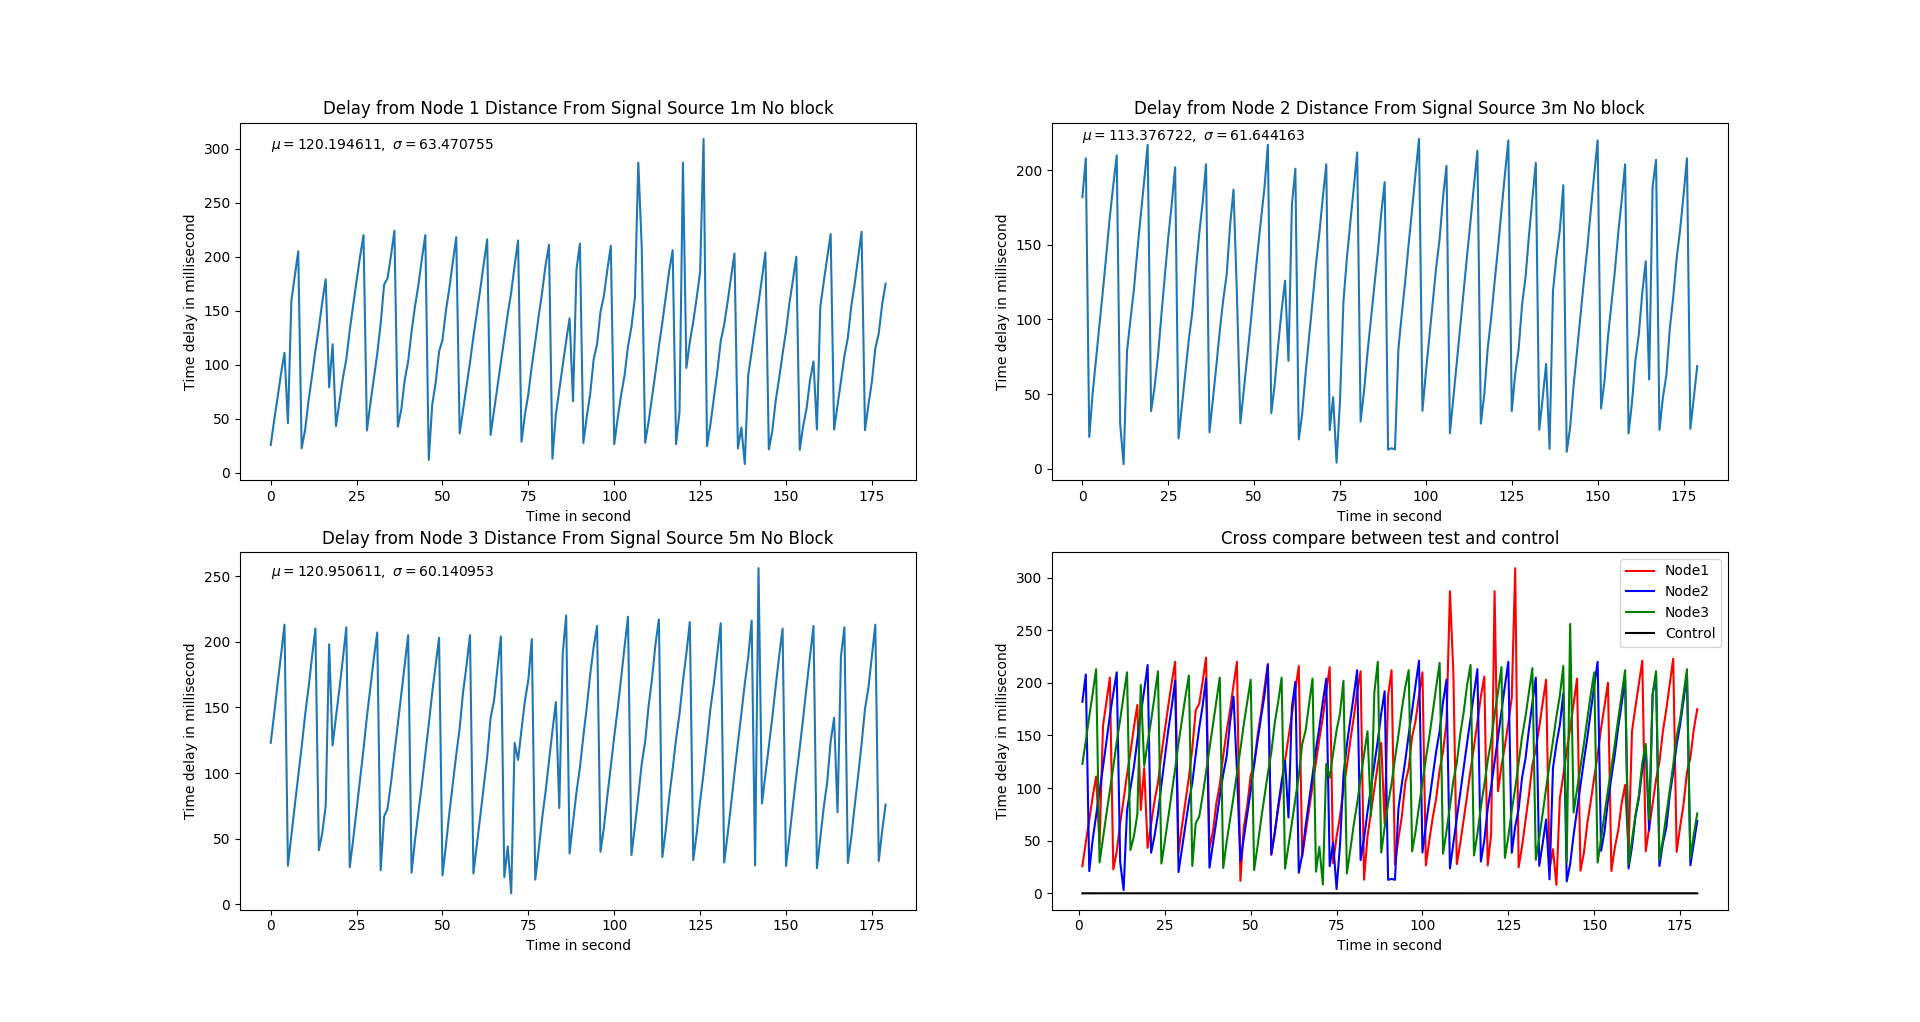 Delay from Node 1 Distance From Signal Source 1m No block
μ = 120.194611, σ = 63.470755
Time delay in millisecond
300
250
200
150
100
50
0
0 25 50 75 100 125 150 175
Time in second
Delay from Node 2 Distance From Signal Source 3m No block
μ = 113.376722, σ = 61.644163
Time delay in millisecond
200
150
100
50
0
0 25 50 75 100 125 150 175
Time in second
Delay from Node 3 Distance From Signal Source 5m No Block
μ = 120.950611, σ = 60.140953
Time delay in millisecond
250
200
150
100
50
0
0 25 50 75 100 125 150 175
Time in second
Cross compare between test and control
Time delay in millisecond
300
250
200
150
100
50
0
0 25 50 75 100 125 150 175
Time in second
Node1
Node2
Node3
Control